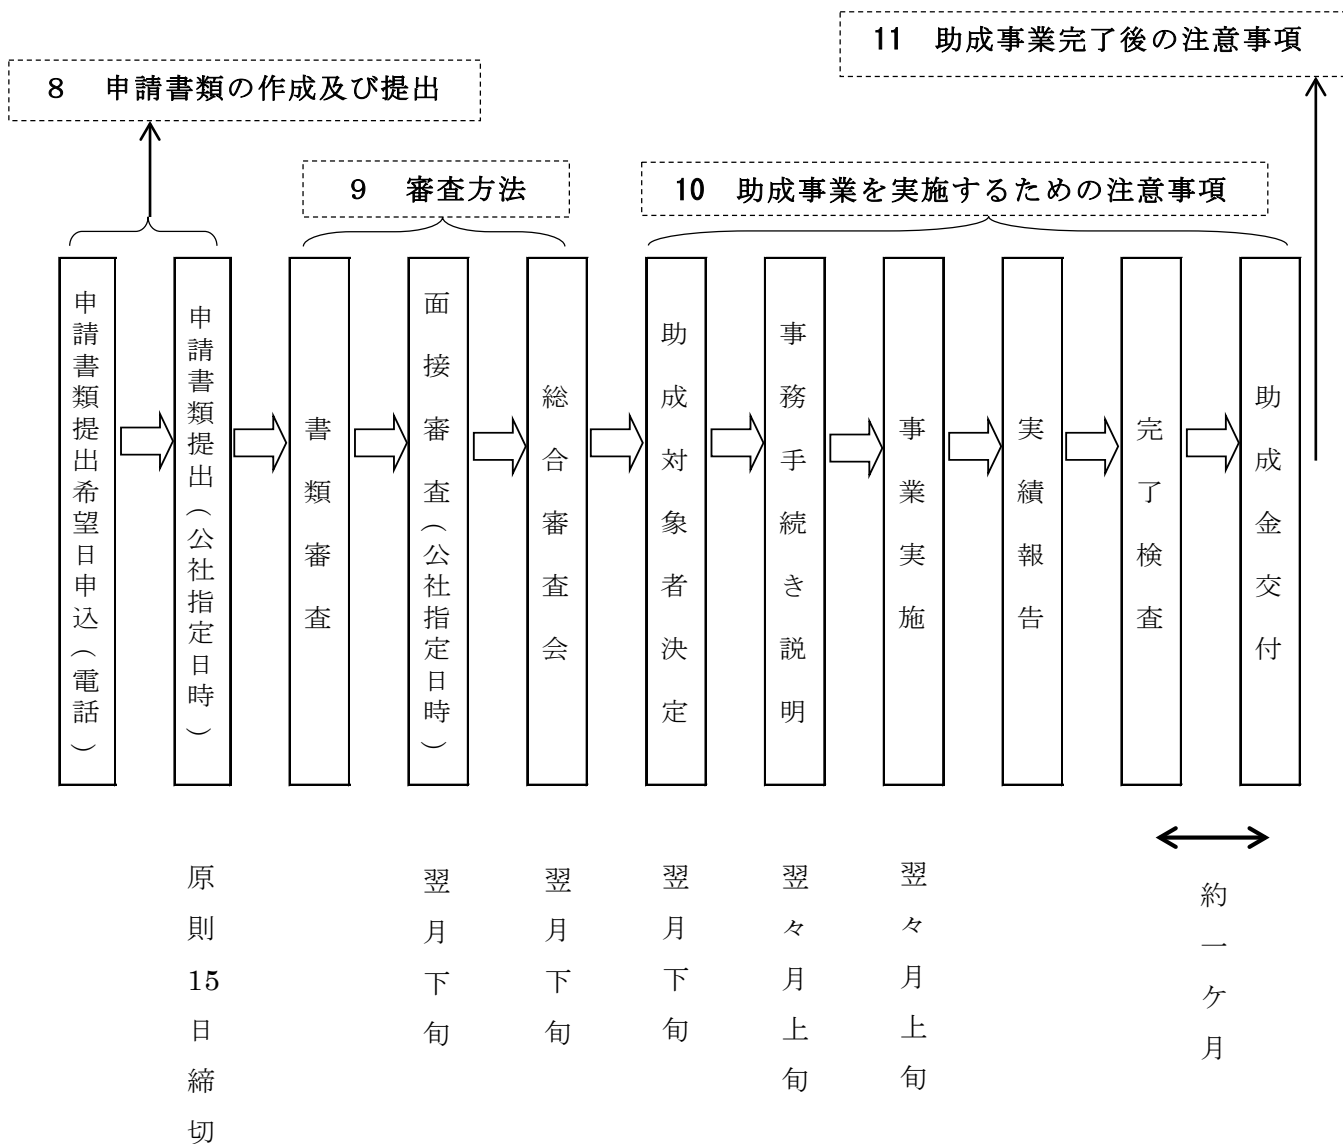 11 助成事業完了後の注意事項
8 申請書類の作成及び提出
9 審査方法
10 助成事業を実施するための注意事項
申請書類提出希望日申込(電話)
申請書類提出(公社指定日時)
書類審査
面接審査(公社指定日時)
総合審査会
助成対象者決定
事務手続き説明
事業実施
実績報告
完了検査
助成金交付
原則15日締切
翌月下旬
翌月下旬
翌月下旬
翌々月上旬
翌々月上旬
約一ケ月